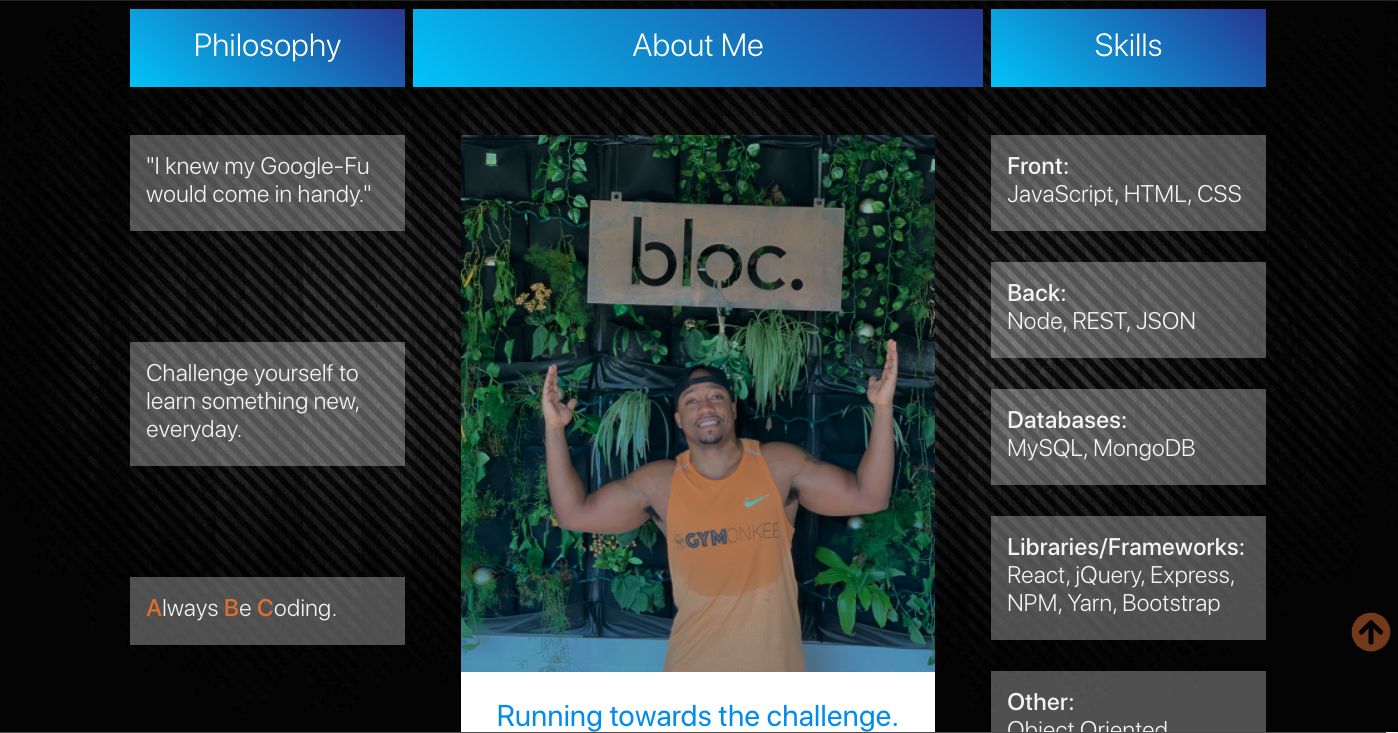 Philosophy
About Me
Skills
"I knew my Google-Fu
would come in handy."
Challenge yourself to
learn something new,
everyday.
Always Be Coding.
bloc.
GYMONKEE
Running towards the challenge.
Front:
JavaScript, HTML, CSS
Back:
Node, REST, JSON
Databases:
MySQL, MongoDB
Libraries/Frameworks:
React, jQuery, Express,
NPM, Yarn, Bootstrap
Other:
Object Oriented